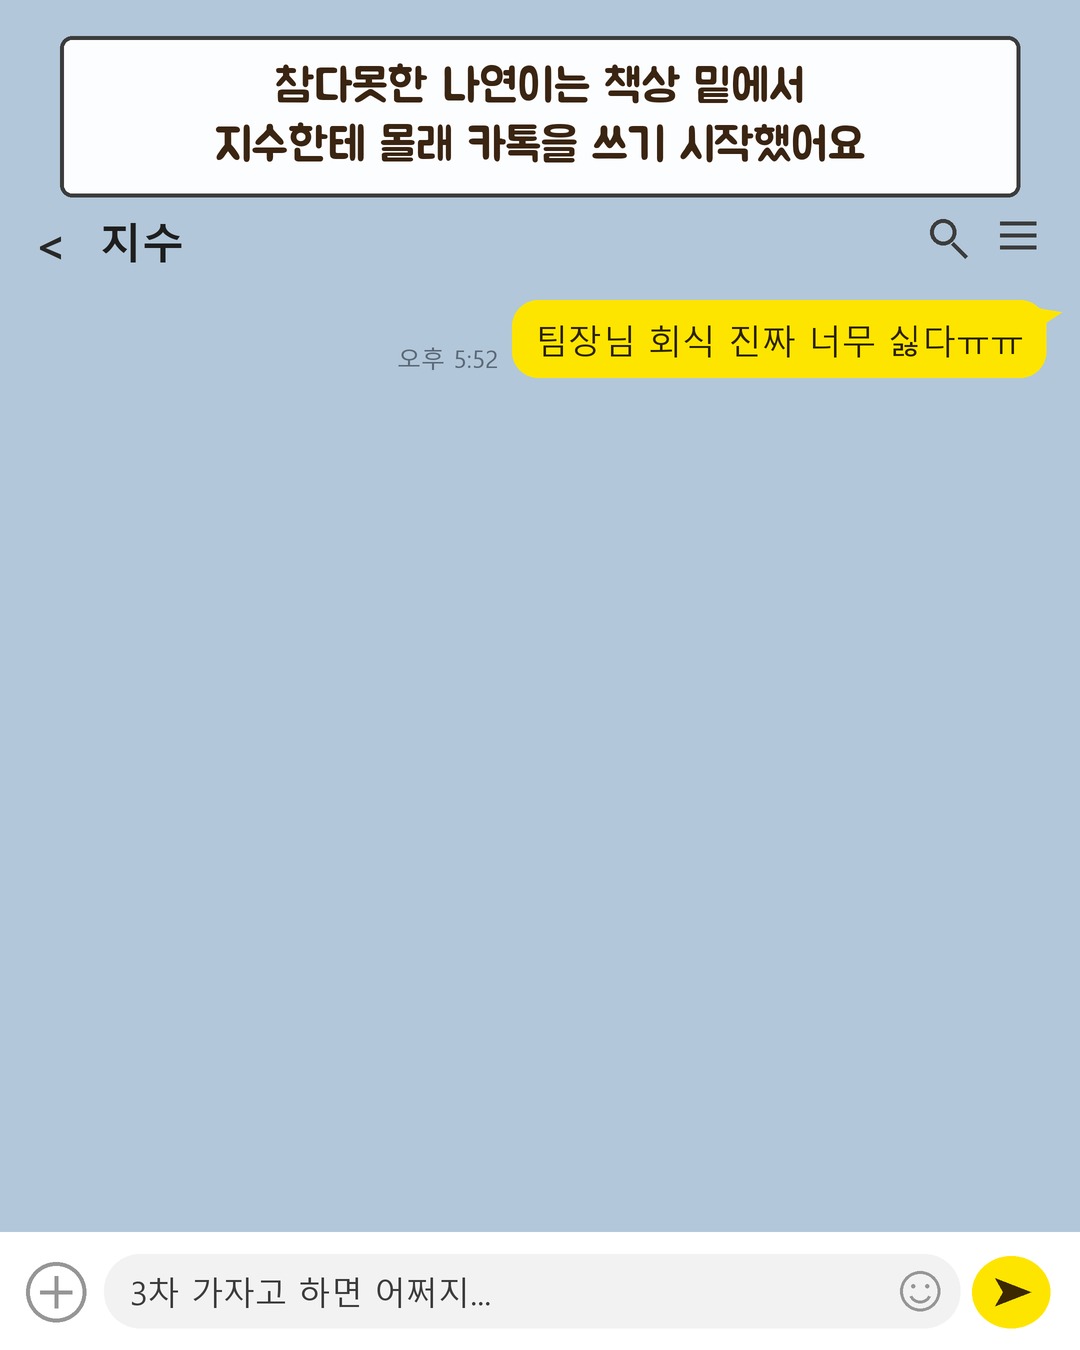 참다못한 나연이는 책상 밑에서
지수한테 몰래 카톡을 쓰기 시작했어요
< 지수
팀장님 회식 진짜 너무 싫다ㅠㅠ
오후 5:52
3차 가자고 하면 어쩌지...